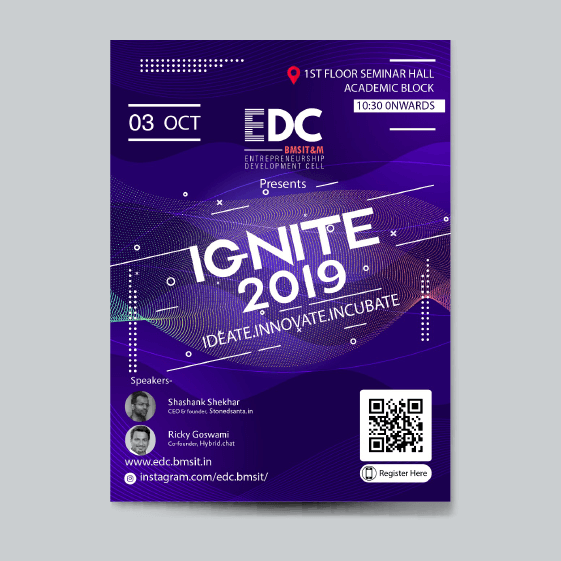 1ST FLOOR SEMINAR HALL
ACADEMIC BLOCK
10:30 0NWARDS
03 OCT
EDC
BMSIT&M
ENTREPRENEURSHIP
DEVELOPMENT CELL
Presents
IGNITE
2019
IDEATE.INNOVATE.INCUBATE
Speakers-
Shashank Shekhar
CEO & founder, Stonedsanta.in
Ricky Goswami
Co-founder, Hybrid.chat
www.edc.bmsit.in
instagram.com/edc.bmsit/
Register Here